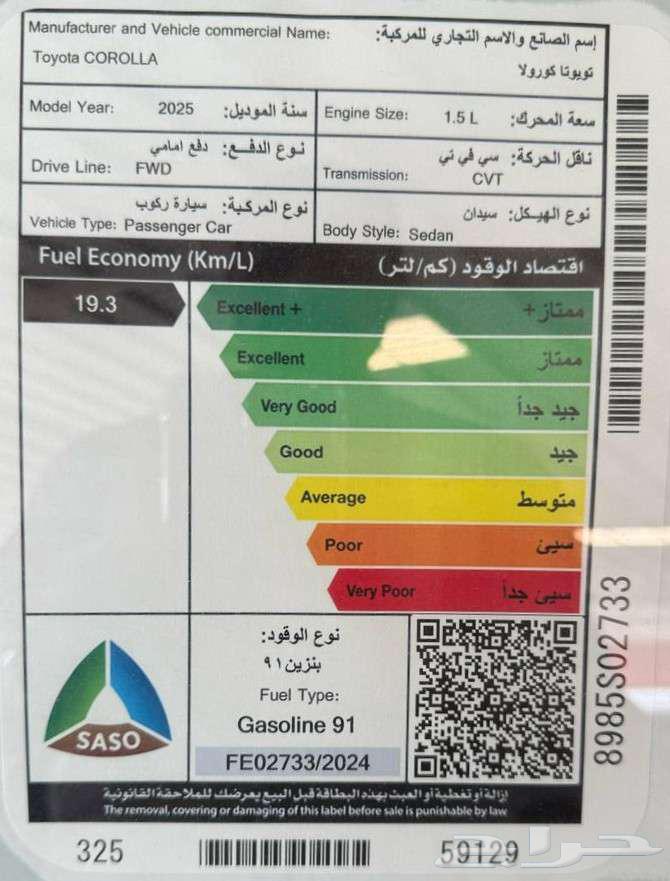 Manufacturer and Vehicle commercial Name: إسم الصانع والاسم التجاري للمركبة:
Toyota COROLLA تويوتا كورولا
Model Year: 2025 سنة الموديل:
Engine Size: 1.5 L سعة المحرك:
نوع الدفع: دفع امامي
Drive Line: FWD
ناقل الحركة: سي في تي
Transmission: CVT
نوع المركبة: سيارة ركوب
Vehicle Type: Passenger Car
نوع الهيكل: سيدان
Body Style: Sedan
Fuel Economy (Km/L) اقتصاد الوقود (كم/لتر)
19.3
Excellent + ممتاز+
Excellent ممتاز
Very Good جيد جداً
Good جيد
Average متوسط
Poor سيئ
Very Poor سيئ جداً
نوع الوقود:
بنزين ٩١
Fuel Type:
Gasoline 91
FE02733/2024
SASO
8985S02733
إزالة أو تغطية أو العبث بهذه البطاقة قبل البيع يعرضك للملاحقة القانونية
The removal, covering or damaging of this label before sale is punishable by law
325 59129
حراج